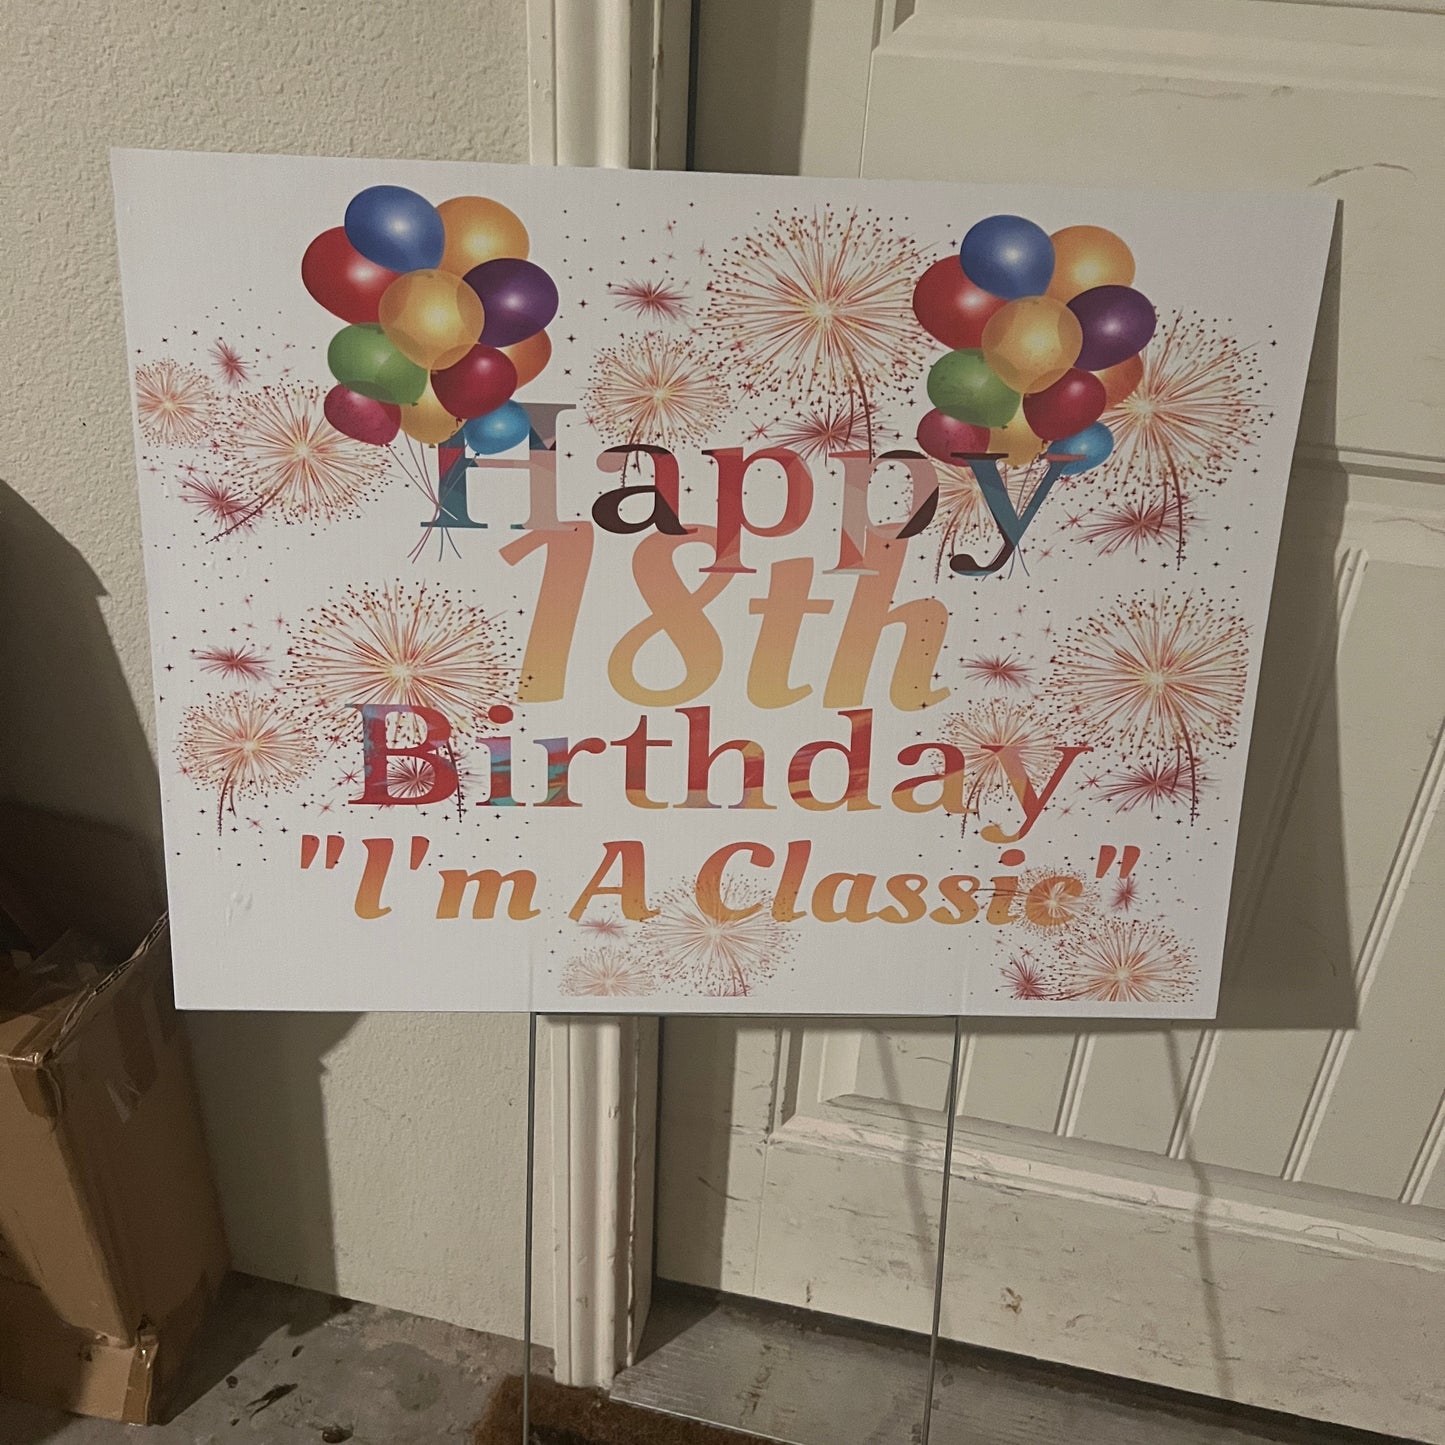 Happy
18th
Birthday
"I'm A Classic"